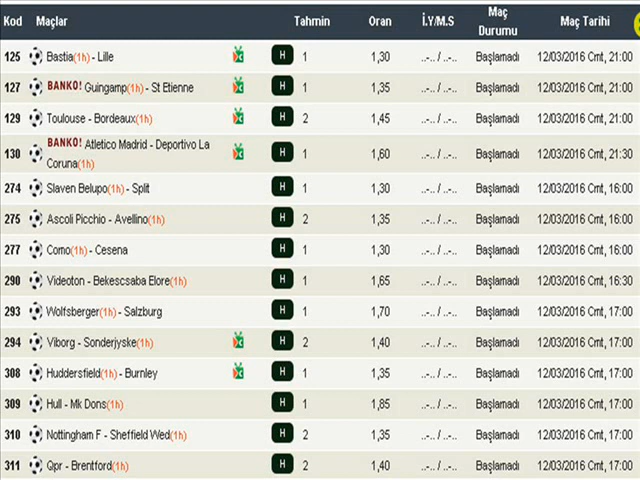 Kod Maçlar Tahmin Oran İ.Y/M.S Maç Durumu Maç Tarihi
125 Bastia(1h) - Lille H 1 1,30 ..-.. / ..-.. Başlamadı 12/03/2016 Cmt, 21:00
127 BANKO! Guingamp(1h) - St Etienne H 1 1,35 ..-.. / ..-.. Başlamadı 12/03/2016 Cmt, 21:00
129 Toulouse - Bordeaux(1h) H 2 1,45 ..-.. / ..-.. Başlamadı 12/03/2016 Cmt, 21:00
130 BANKO! Atletico Madrid - Deportivo La
Coruna(1h) H 1 1,60 ..-.. / ..-.. Başlamadı 12/03/2016 Cmt, 21:30
274 Slaven Belupo(1h) - Split H 1 1,30 ..-.. / ..-.. Başlamadı 12/03/2016 Cmt, 16:00
275 Ascoli Picchio - Avellino(1h) H 2 1,35 ..-.. / ..-.. Başlamadı 12/03/2016 Cmt, 16:00
277 Como(1h) - Cesena H 1 1,30 ..-.. / ..-.. Başlamadı 12/03/2016 Cmt, 16:00
290 Videoton - Bekescsaba Elore(1h) H 1 1,65 ..-.. / ..-.. Başlamadı 12/03/2016 Cmt, 16:30
293 Wolfsberger(1h) - Salzburg H 1 1,70 ..-.. / ..-.. Başlamadı 12/03/2016 Cmt, 17:00
294 Viborg - Sonderjyske(1h) H 2 1,40 ..-.. / ..-.. Başlamadı 12/03/2016 Cmt, 17:00
308 Huddersfield(1h) - Burnley H 1 1,35 ..-.. / ..-.. Başlamadı 12/03/2016 Cmt, 17:00
309 Hull - Mk Dons(1h) H 1 1,85 ..-.. / ..-.. Başlamadı 12/03/2016 Cmt, 17:00
310 Nottingham F - Sheffield Wed(1h) H 2 1,35 ..-.. / ..-.. Başlamadı 12/03/2016 Cmt, 17:00
311 Qpr - Brentford(1h) H 2 1,40 ..-.. / ..-.. Başlamadı 12/03/2016 Cmt, 17:00